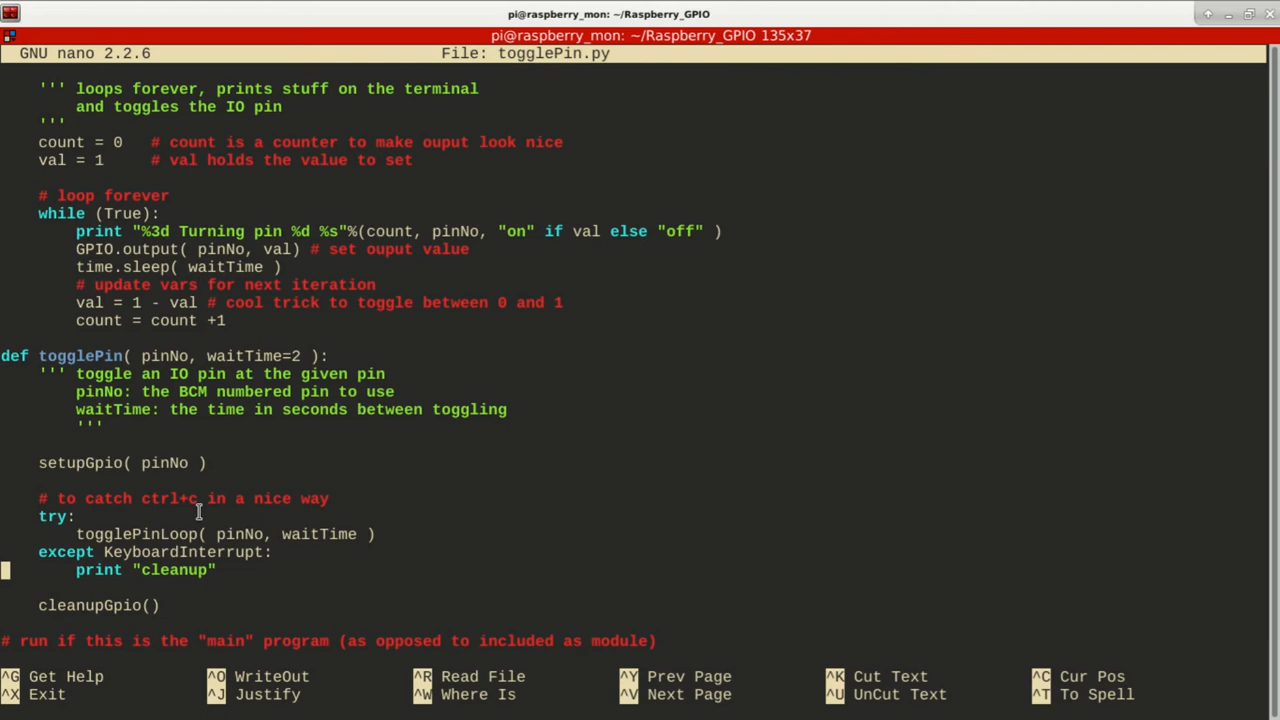 pi@raspberry_mon: ~/Raspberry_GPIO
pi@raspberry_mon: ~/Raspberry_GPIO 135x37
GNU nano 2.2.6 File: togglePin.py
''' loops forever, prints stuff on the terminal
and toggles the IO pin
'''
count = 0 # count is a counter to make ouput look nice
val = 1 # val holds the value to set
# loop forever
while (True):
print "%3d Turning pin %d %s"%(count, pinNo, "on" if val else "off" )
GPIO.output( pinNo, val) # set ouput value
time.sleep( waitTime )
# update vars for next iteration
val = 1 - val # cool trick to toggle between 0 and 1
count = count +1
def togglePin( pinNo, waitTime=2 ):
''' toggle an IO pin at the given pin
pinNo: the BCM numbered pin to use
waitTime: the time in seconds between toggling
'''
setupGpio( pinNo )
# to catch ctrl+c in a nice way
try:
togglePinLoop( pinNo, waitTime )
except KeyboardInterrupt:
print "cleanup"
cleanupGpio()
# run if this is the "main" program (as opposed to included as module)
^G Get Help ^O WriteOut ^R Read File ^Y Prev Page ^K Cut Text ^C Cur Pos
^X Exit ^J Justify ^W Where Is ^V Next Page ^U UnCut Text ^T To Spell